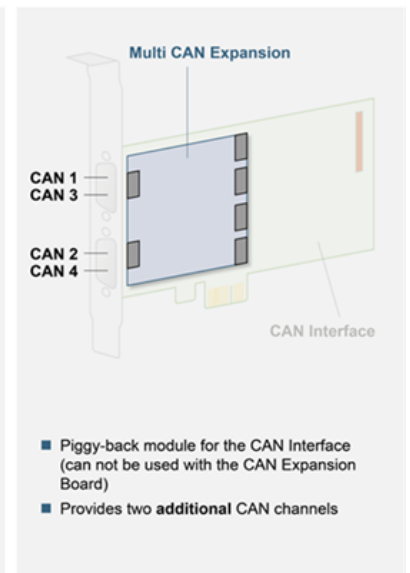 Multi CAN Expansion
CAN 1
CAN 3
CAN 2
CAN 4
CAN Interface
■ Piggy-back module for the CAN Interface
(can not be used with the CAN Expansion
Board)
■ Provides two additional CAN channels